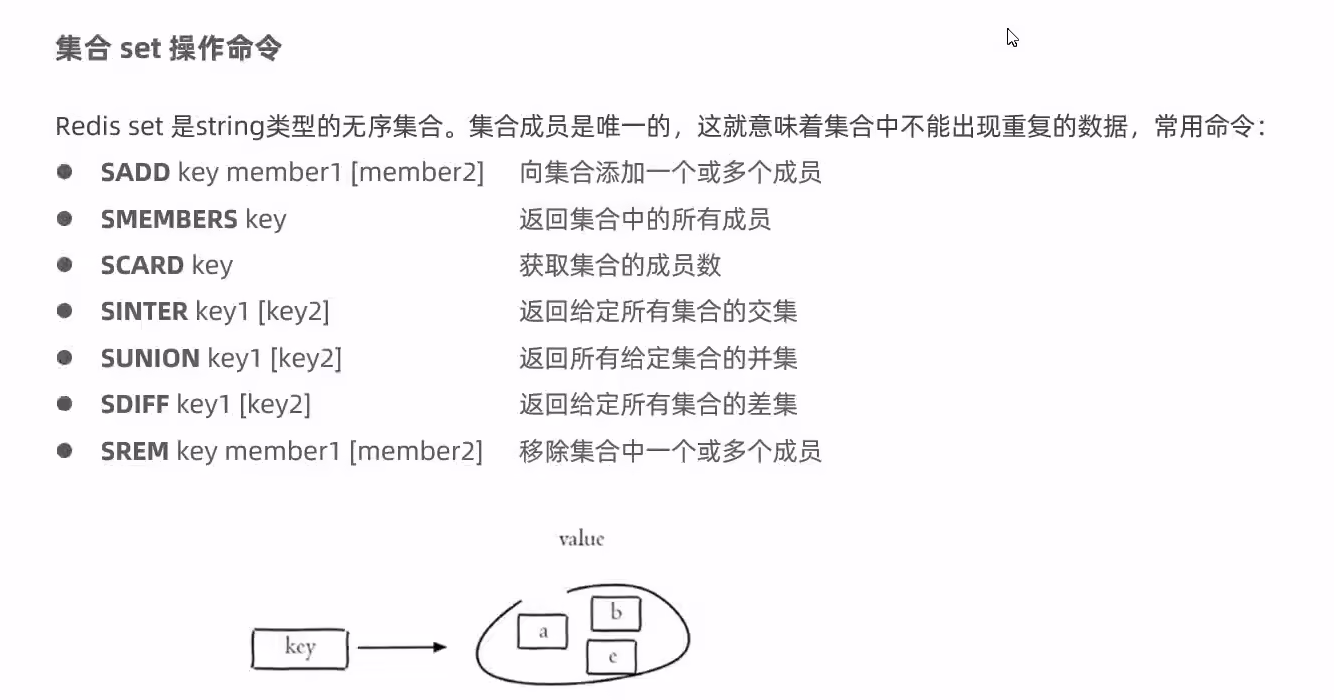 集合 set 操作命令
Redis set 是string类型的无序集合。集合成员是唯一的，这就意味着集合中不能出现重复的数据，常用命令：
● SADD key member1 [member2] 向集合添加一个或多个成员
● SMEMBERS key 返回集合中的所有成员
● SCARD key 获取集合的成员数
● SINTER key1 [key2] 返回给定所有集合的交集
● SUNION key1 [key2] 返回所有给定集合的并集
● SDIFF key1 [key2] 返回给定所有集合的差集
● SREM key member1 [member2] 移除集合中一个或多个成员
value
b
a
key
c